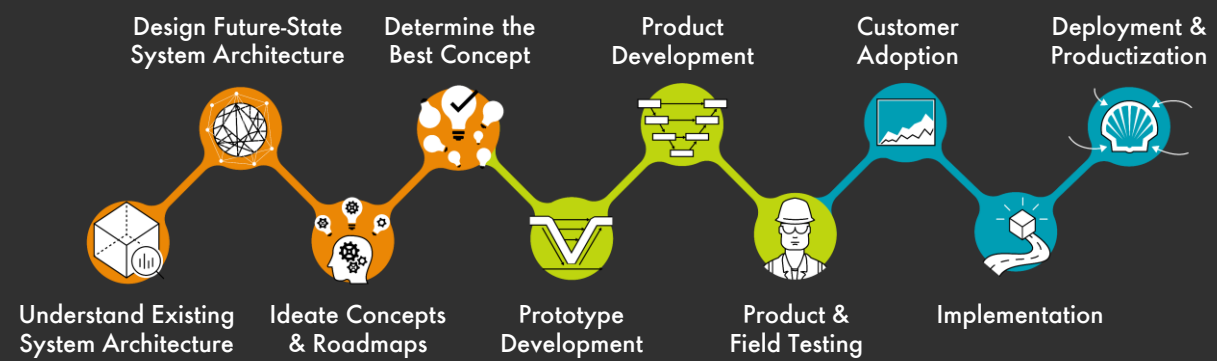 Design Future-State
System Architecture
Determine the
Best Concept
Product
Development
Customer
Adoption
Deployment &
Productization
Understand Existing
System Architecture
Ideate Concepts
& Roadmaps
Prototype
Development
Product &
Field Testing
Implementation